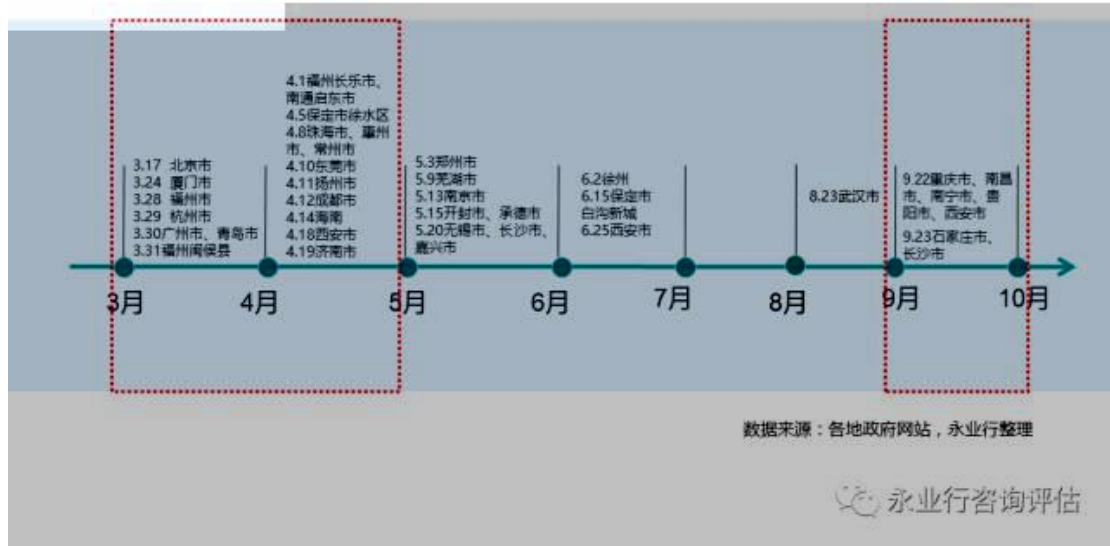 3.17 北京市
3.24 厦门市
3.28 福州市
3.29 杭州市
3.30广州市、青岛市
3.31福州闽侯县
4.1福州长乐市、
南通启东市
4.5保定市徐水区
4.8珠海市、惠州
市、常州市
4.10东莞市
4.11扬州市
4.12成都市
4.14海南
4.18西安市
4.19济南市
5.3郑州市
5.9芜湖市
5.13南京市
5.15开封市、承德市
5.20无锡市、长沙市、
嘉兴市
6.2徐州
6.15保定市
白沟新城
6.25西安市
8.23武汉市
9.22重庆市、南昌
市、南宁市、贵
阳市、西安市
9.23石家庄市、
长沙市
3月
4月
5月
6月
7月
8月
9月
10月
数据来源：各地政府网站，永业行整理
永业行咨询评估